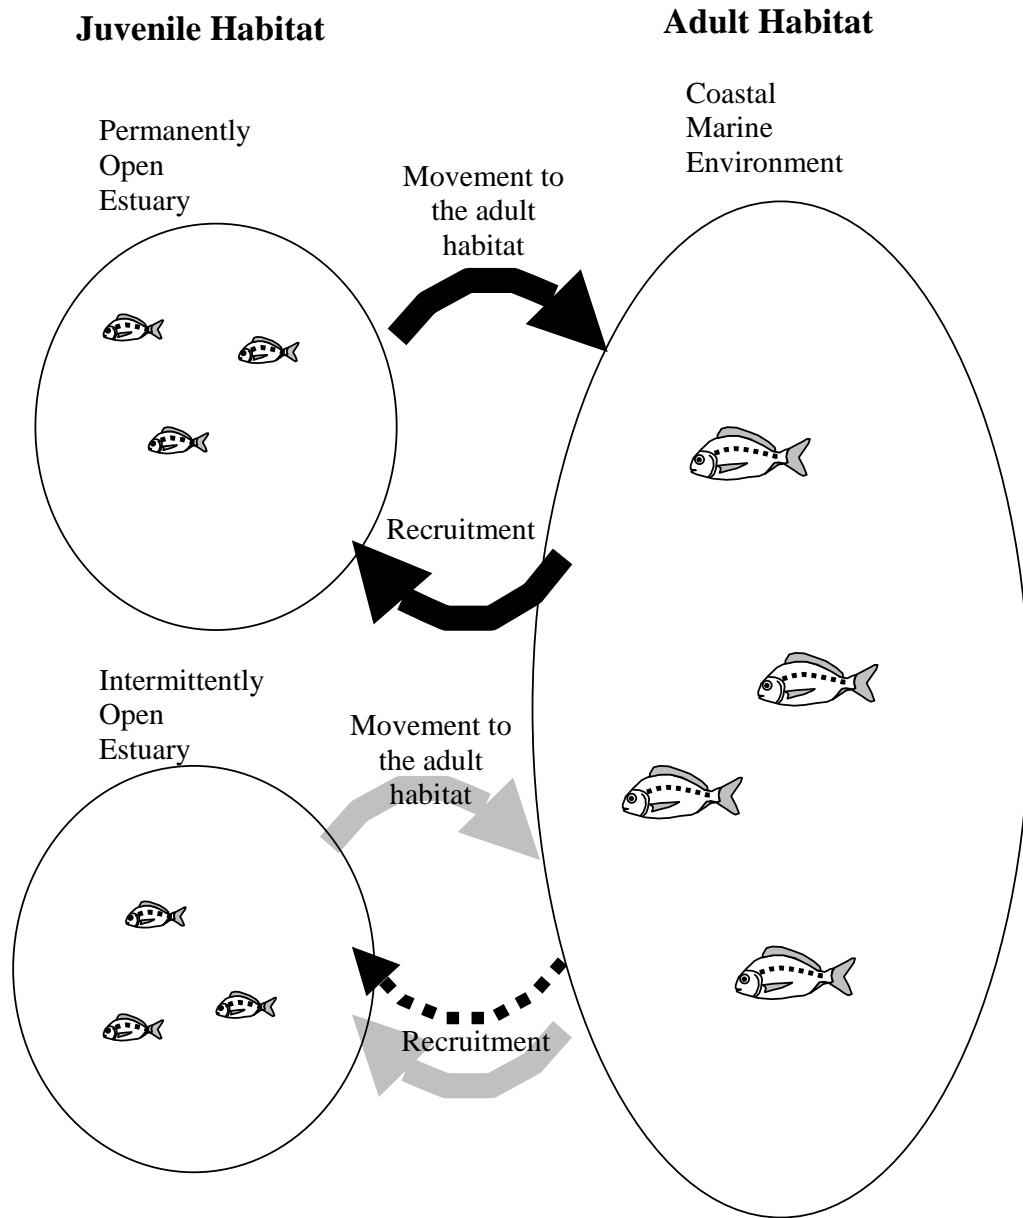 Juvenile Habitat
Adult Habitat
Coastal
Marine
Environment
Permanently
Open
Estuary
Movement to
the adult
habitat
Recruitment
Intermittently
Open
Estuary
Movement to
the adult
habitat
Recruitment